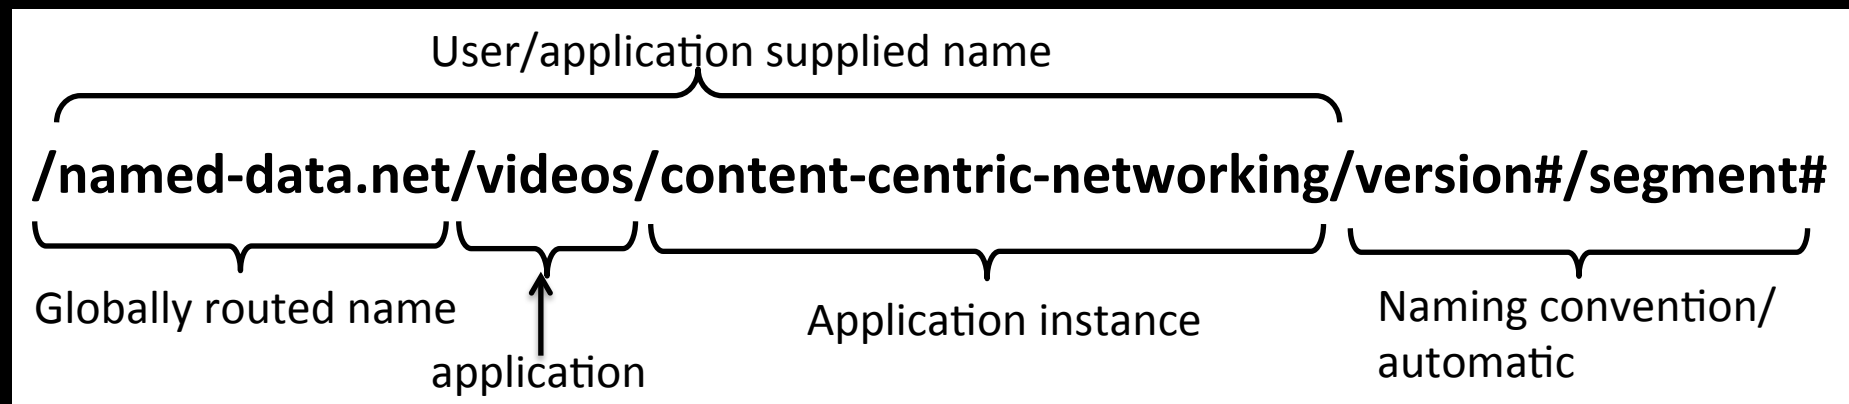 User/application supplied name
/named-data.net/videos/content-centric-networking/version#/segment#
Globally routed name
application
Application instance
Naming convention/
automatic